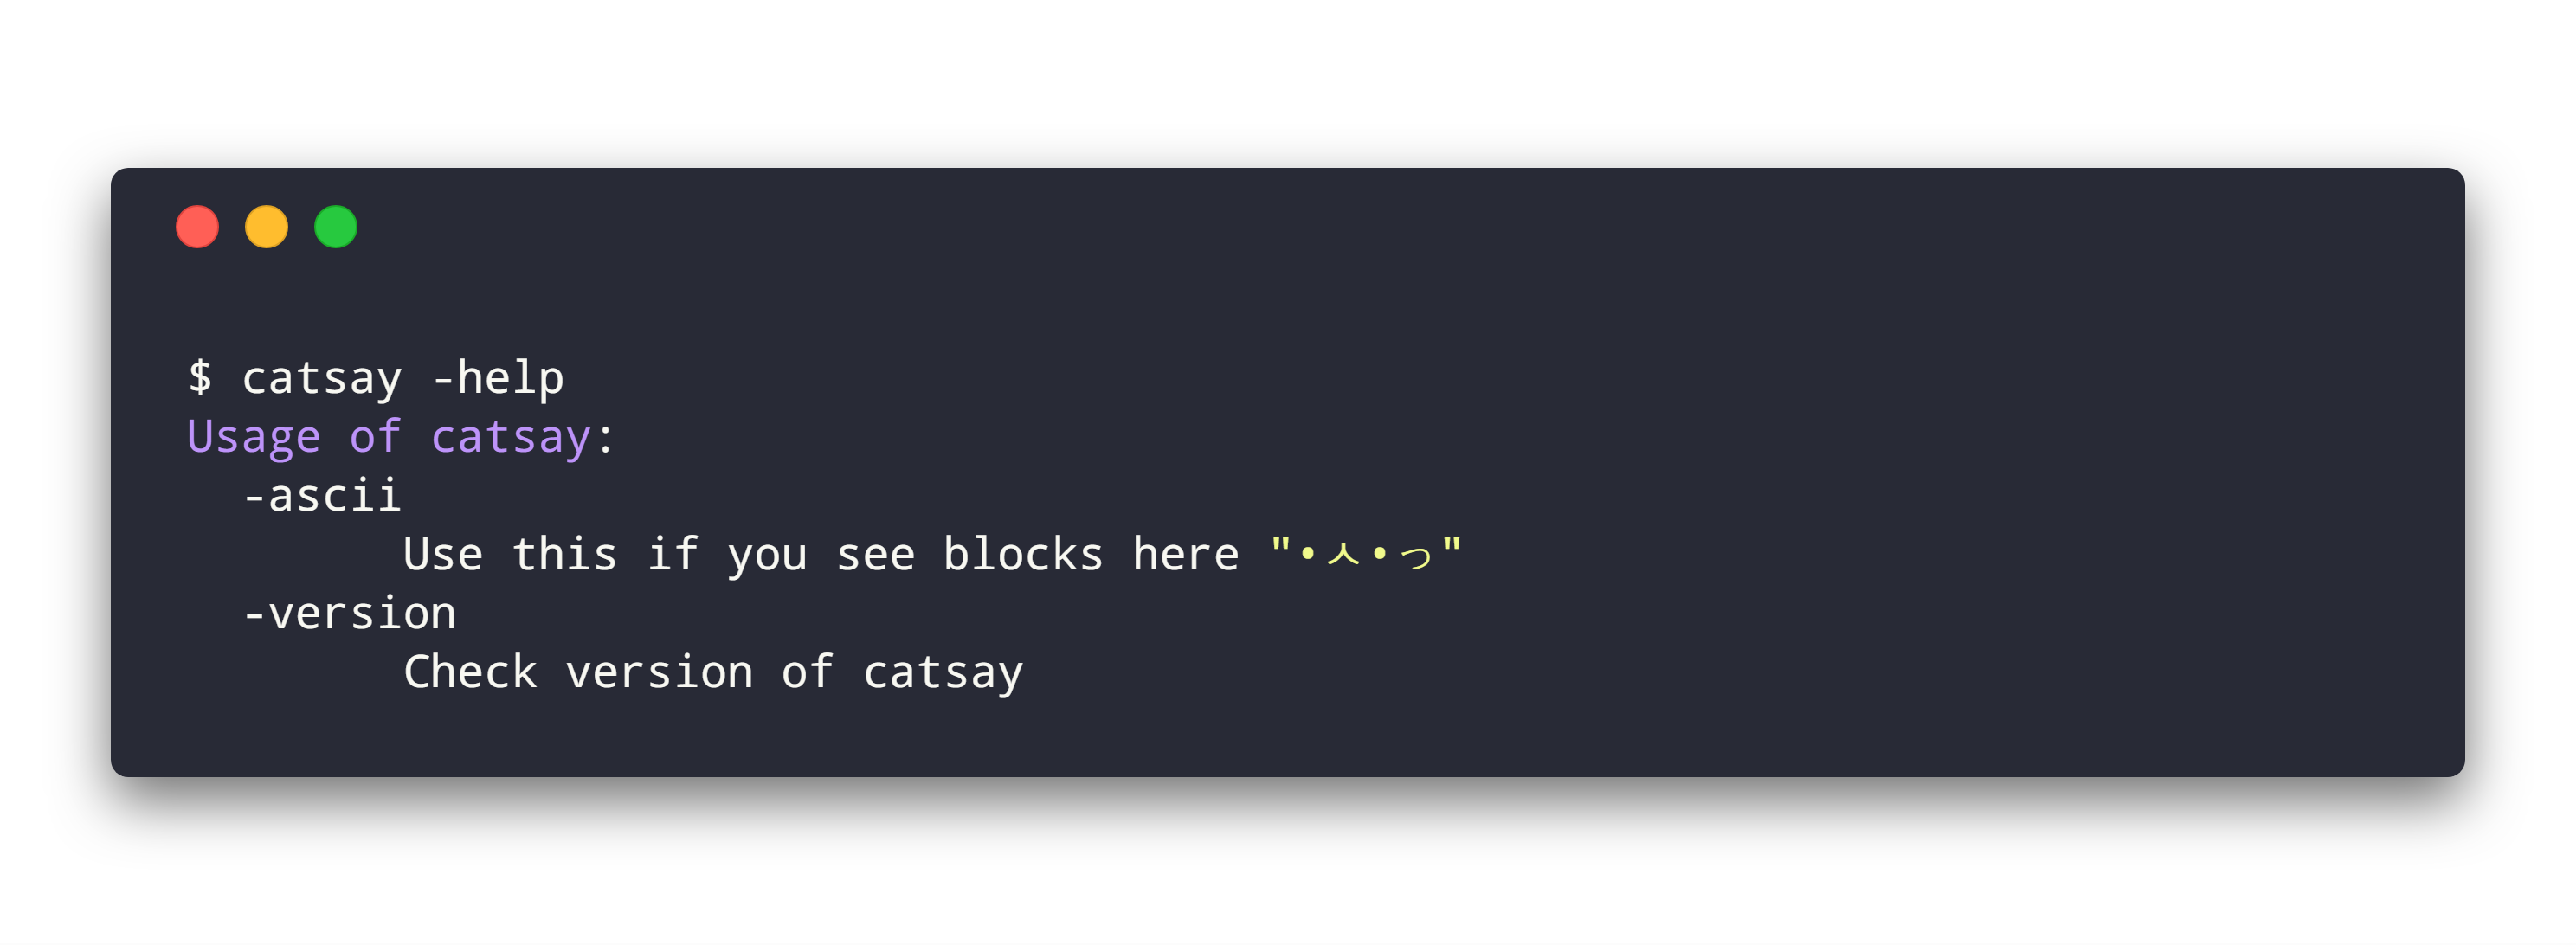 $ catsay -help
Usage of catsay:
  -ascii
        Use this if you see blocks here "•ㅅ•っ"
  -version
        Check version of catsay